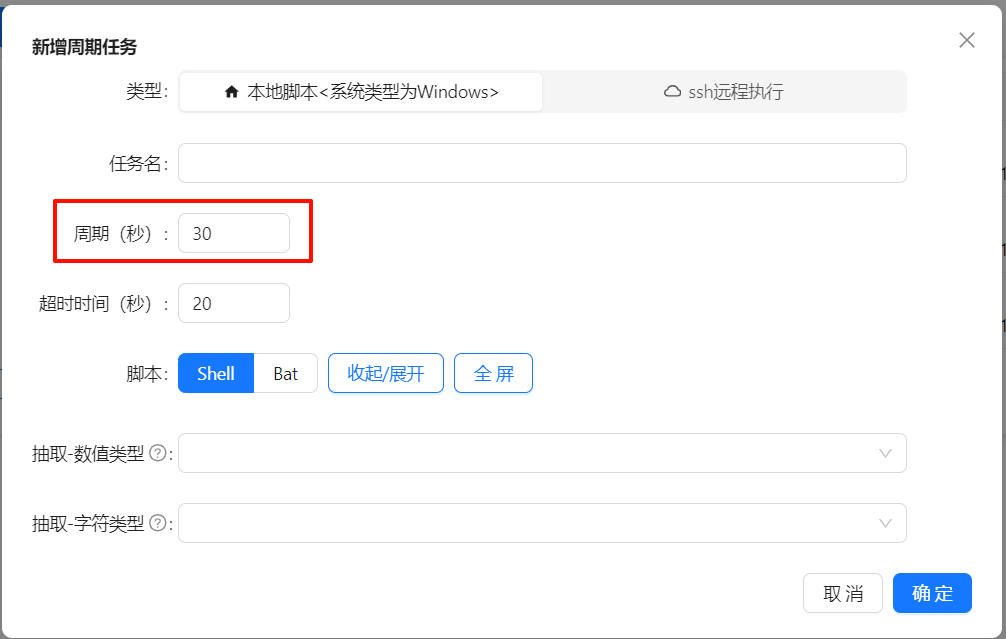 新增周期任务
类型: 本地脚本<系统类型为Windows> ssh远程执行
任务名:
周期（秒）: 30
超时时间（秒）: 20
脚本: Shell Bat 收起/展开 全 屏
抽取-数值类型?:
抽取-字符类型?:
取 消 确 定